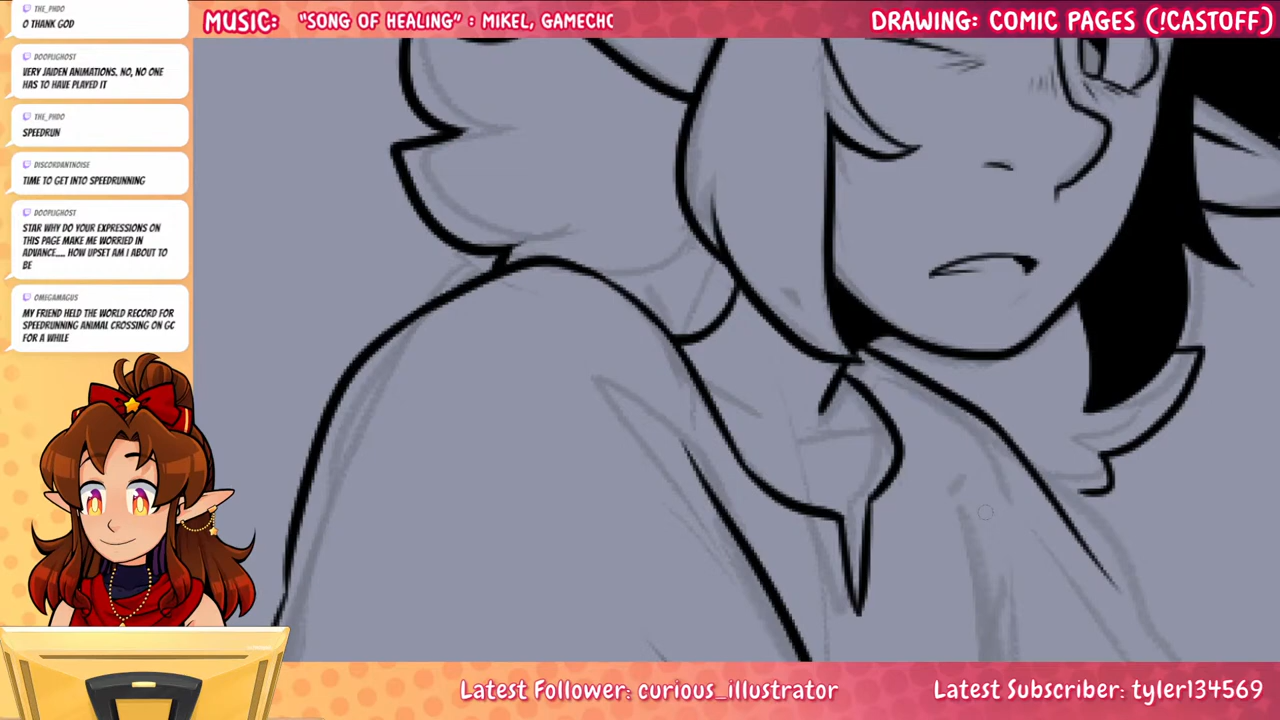 THE_PHDO
O THANK GOD
DOOPLIGHOST
VERY JAIDEN ANIMATIONS. NO, NO ONE
HAS TO HAVE PLAYED IT
THE_PHDO
SPEEDRUN
DISCORDANTNOISE
TIME TO GET INTO SPEEDRUNNING
DOOPLIGHOST
STAR WHY DO YOUR EXPRESSIONS ON
THIS PAGE MAKE ME WORRIED IN
ADVANCE.... HOW UPSET AM I ABOUT TO
BE
OMEGAMAGUS
MY FRIEND HELD THE WORLD RECORD FOR
SPEEDRUNNING ANIMAL CROSSING ON GC
FOR A WHILE
MUSIC: "SONG OF HEALING" : MIKEL, GAMECHO
DRAWING: COMIC PAGES (!CASTOFF)
Latest Follower: curious_illustrator
Latest Subscriber: tyler134569